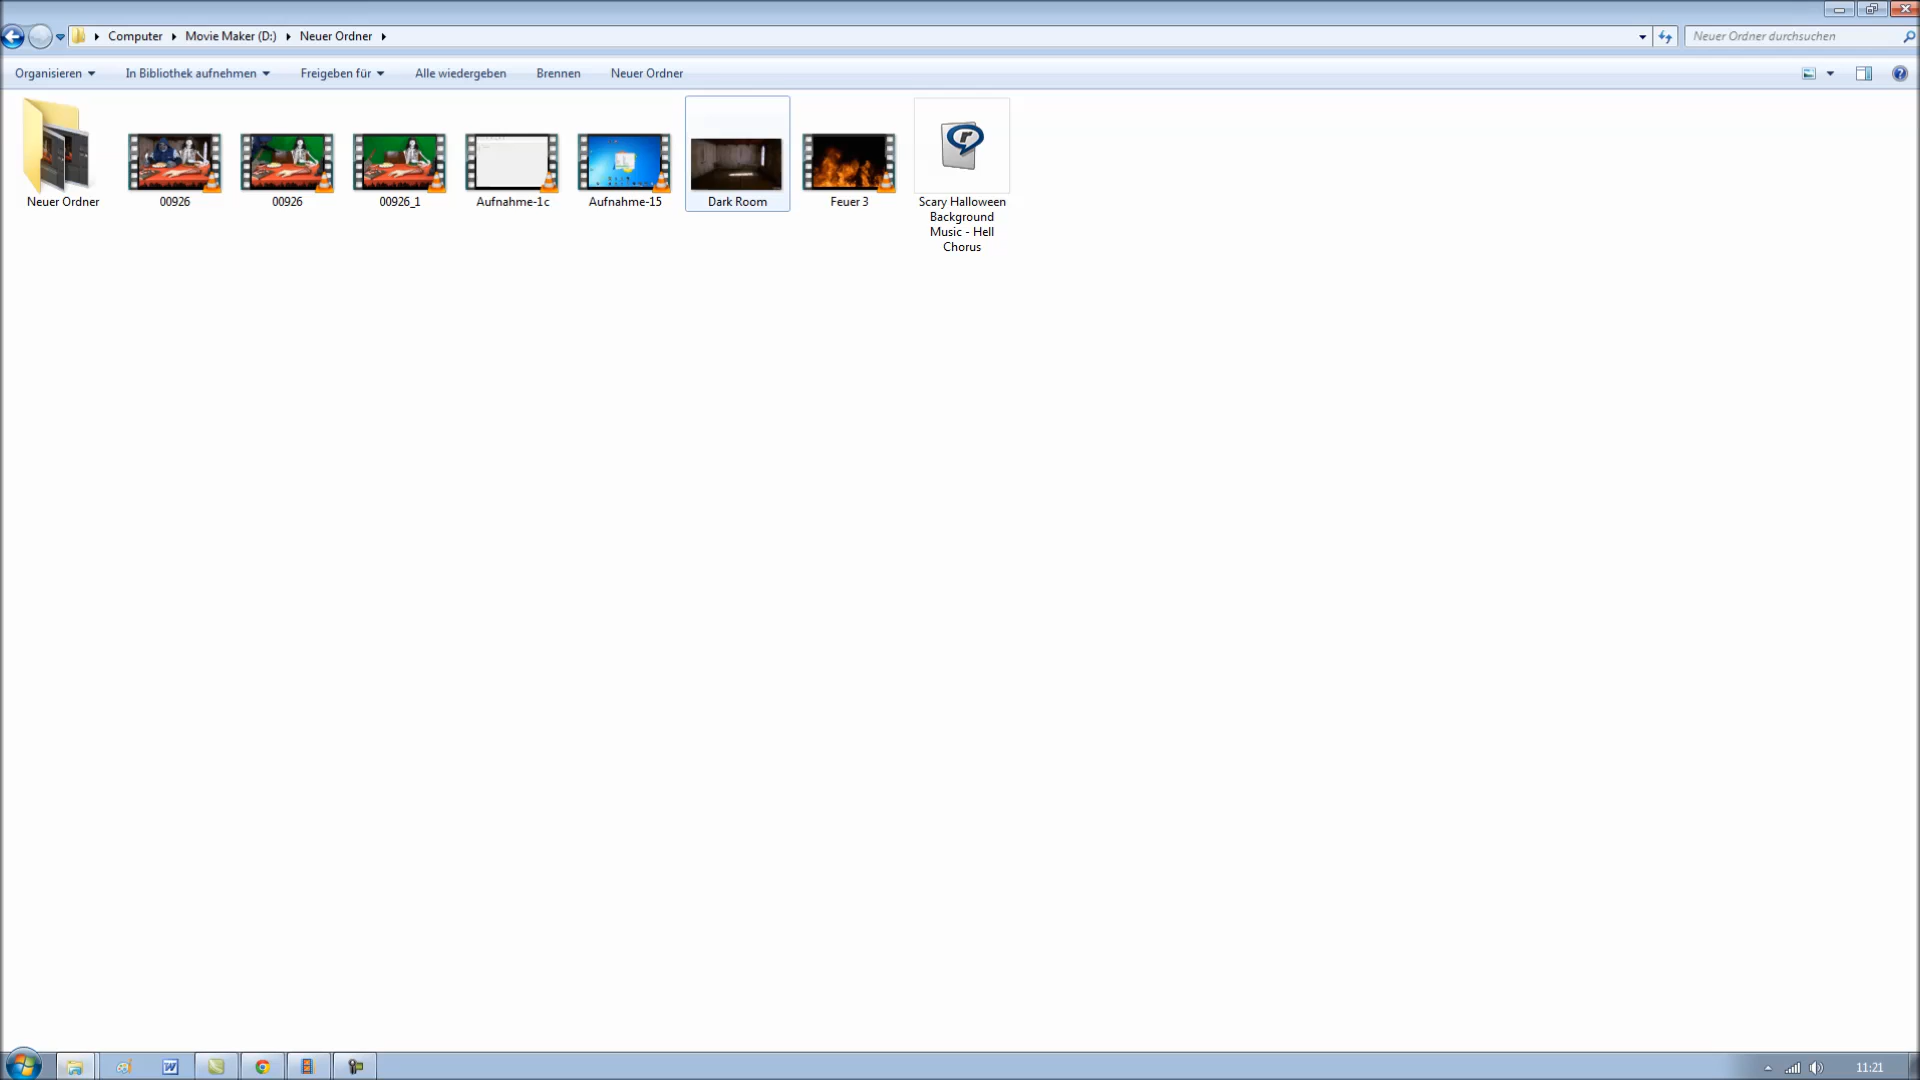 Computer Movie Maker (D:) Neuer Ordner
Neuer Ordner durchsuchen
Organisieren In Bibliothek aufnehmen Freigeben für Alle wiedergeben Brennen Neuer Ordner
Neuer Ordner
00926
00926
00926_1
Aufnahme-1c
Aufnahme-15
Dark Room
Feuer 3
Scary Halloween
Background
Music - Hell
Chorus
11:21